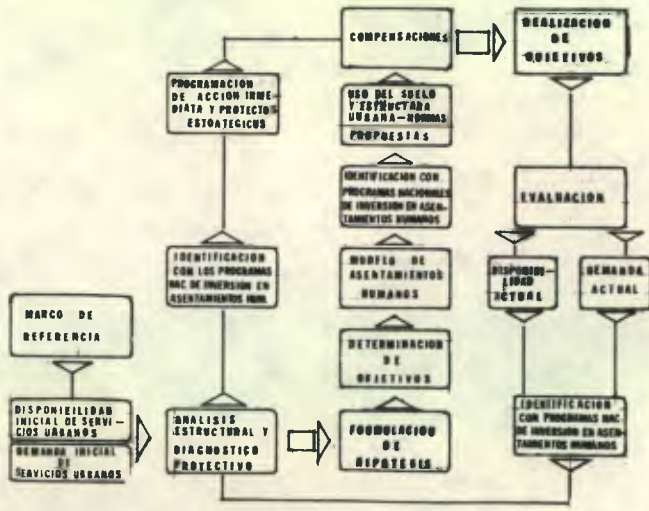 COMPENSACIONES
REALIZACION
DE
OBJETIVOS
PROGRAMACION
DE ACCION INME-
DIATA Y PROYECTOS
ESTRATEGICOS
USO DEL SUELO
Y ESTRUCTURA
URBANA-NORMAS
PROPUESTAS
IDENTIFICACION CON
PROGRAMAS NACIONALES
DE INVERSION EN ASEN-
TAMIENTOS HUMANOS
EVALUACION
IDENTIFICACION
CON LOS PROGRAMAS
NAC DE INVERSION EN
ASENTAMIENTOS HUM.
MODELO DE
ASENTAMIENTOS
HUMANOS
DISPONIBI-
LIDAD
ACTUAL
DEMANDA
ACTUAL
MARCO DE
REFERENCIA
DETERMINACION
DE
OBJETIVOS
DISPONIBILIDAD
INICIAL DE SERVI-
CIOS URBANOS
DEMANDA INICIAL
DE
SERVICIOS URBANOS
ANALISIS
ESTRUCTURAL Y
DIAGNOSTICO
PROYECTIVO
FORMULACION
DE
HIPOTESIS
IDENTIFICACION
CON PROGRAMAS NAC
DE INVERSION EN ASEN-
TAMIENTOS HUMANOS